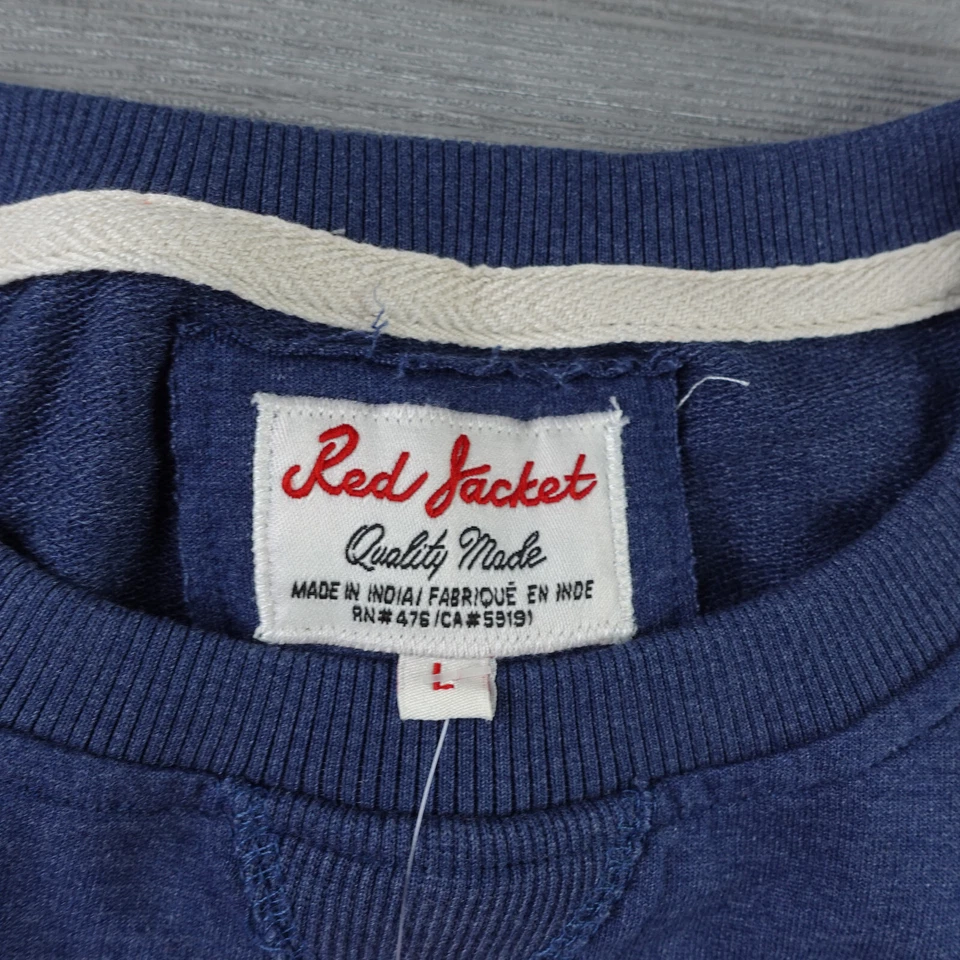 Red Jacket
Quality Made
MADE IN INDIA/ FABRIQUÉ EN INDE
RN#476/CA#59191
L